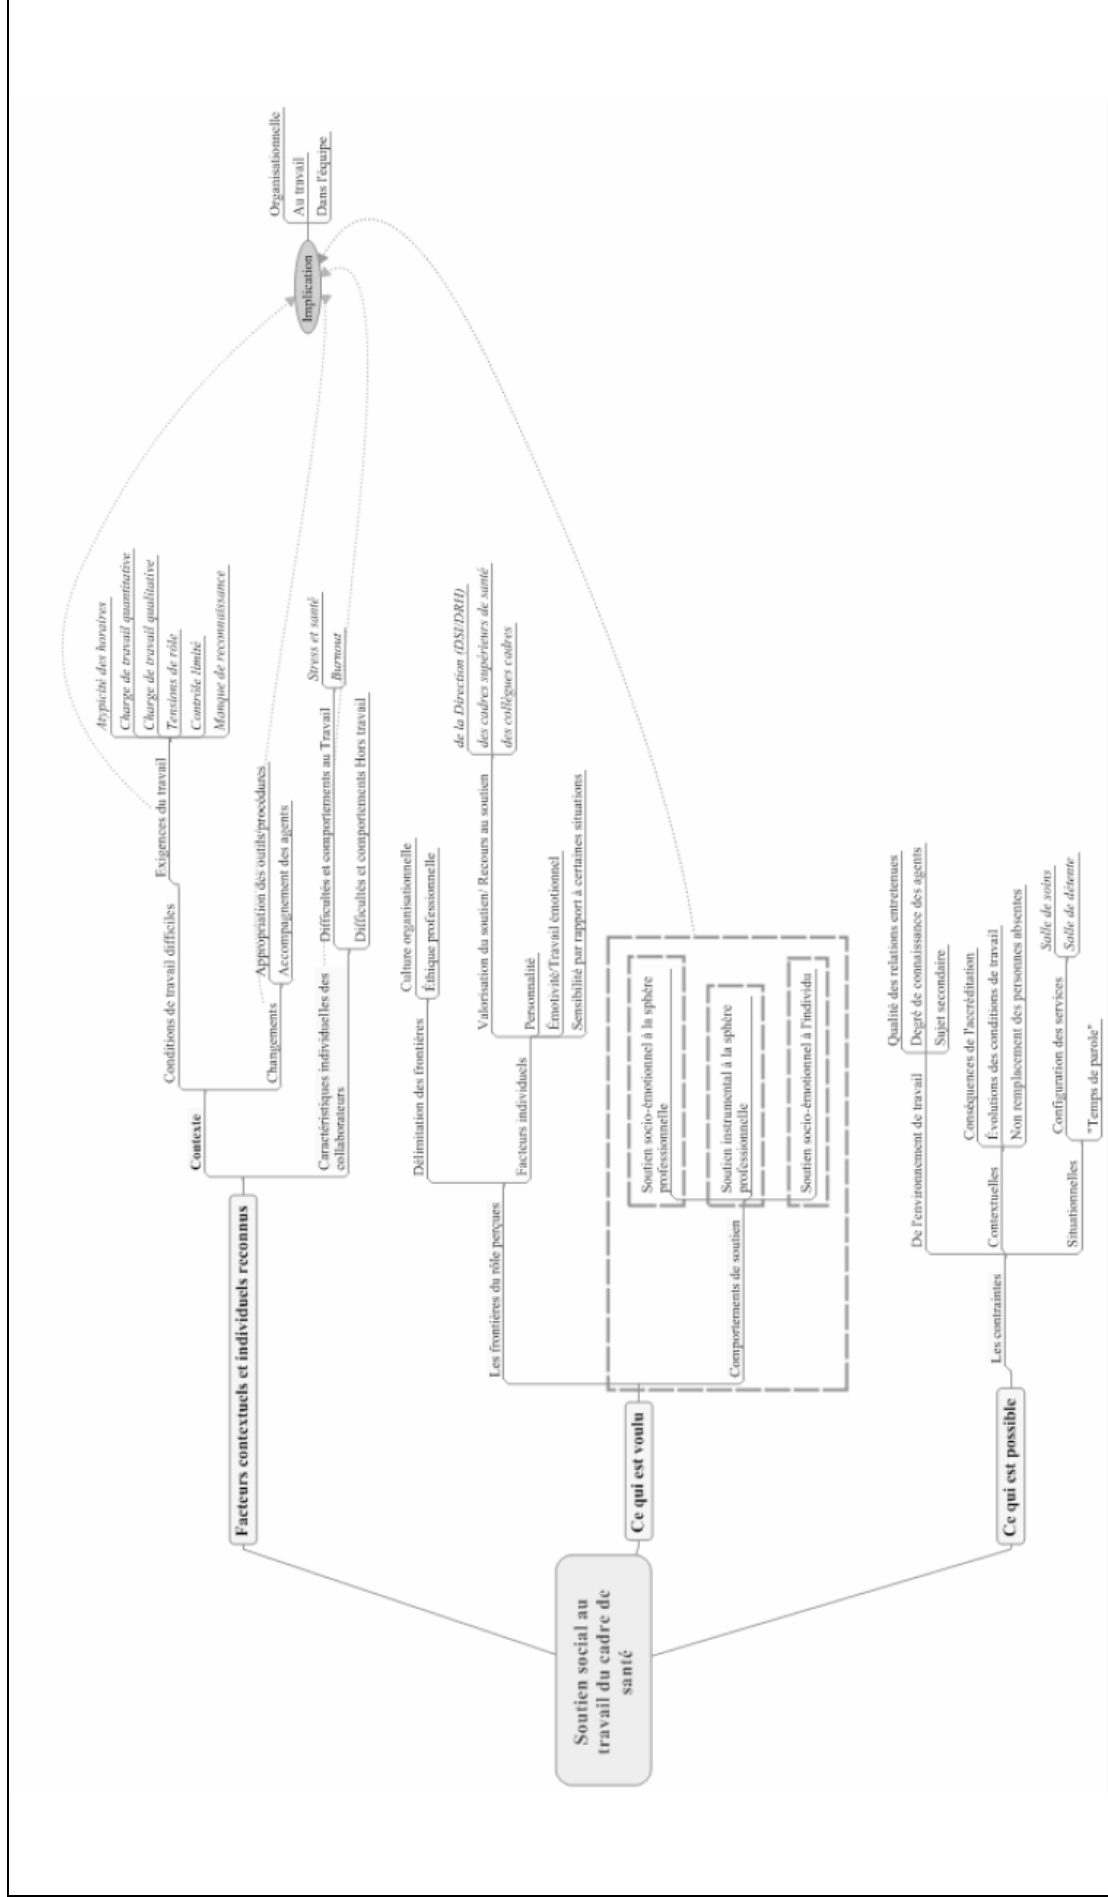 Soutien social au
travail du cadre de
santé
Facteurs contextuels et individuels reconnus
Contexte
Conditions de travail difficiles
Exigences du travail
Atypicité des horaires
Charge de travail quantitative
Charge de travail qualitative
Tensions de rôle
Contrôle limité
Manque de reconnaissance
Changements
Appropriation des outils/procédures
Accompagnement des agents
Caractéristiques individuelles des
collaborateurs
Difficultés et comportements au Travail
Stress et santé
Burnout
Difficultés et comportements Hors travail
Implication
Organisationnelle
Au travail
Dans l'équipe
Ce qui est voulu
Les frontières du rôle perçues
Délimitation des frontières
Culture organisationnelle
Éthique professionnelle
Facteurs individuels
Valorisation du soutien/ Recours au soutien
de la Direction (DSI/DRH)
des cadres supérieurs de santé
des collègues cadres
Personnalité
Émotivité/Travail émotionnel
Sensibilité par rapport à certaines situations
Comportements de soutien
Soutien socio-émotionnel à la sphère
professionnelle
Soutien instrumental à la sphère
professionnelle
Soutien socio-émotionnel à l'individu
Ce qui est possible
Les contraintes
De l'environnement de travail
Qualité des relations entretenues
Degré de connaissance des agents
Sujet secondaire
Contextuelles
Conséquences de l'accréditation
Évolutions des conditions de travail
Non remplacement des personnes absentes
Situationnelles
Configuration des services
Salle de soins
Salle de détente
"Temps de parole"